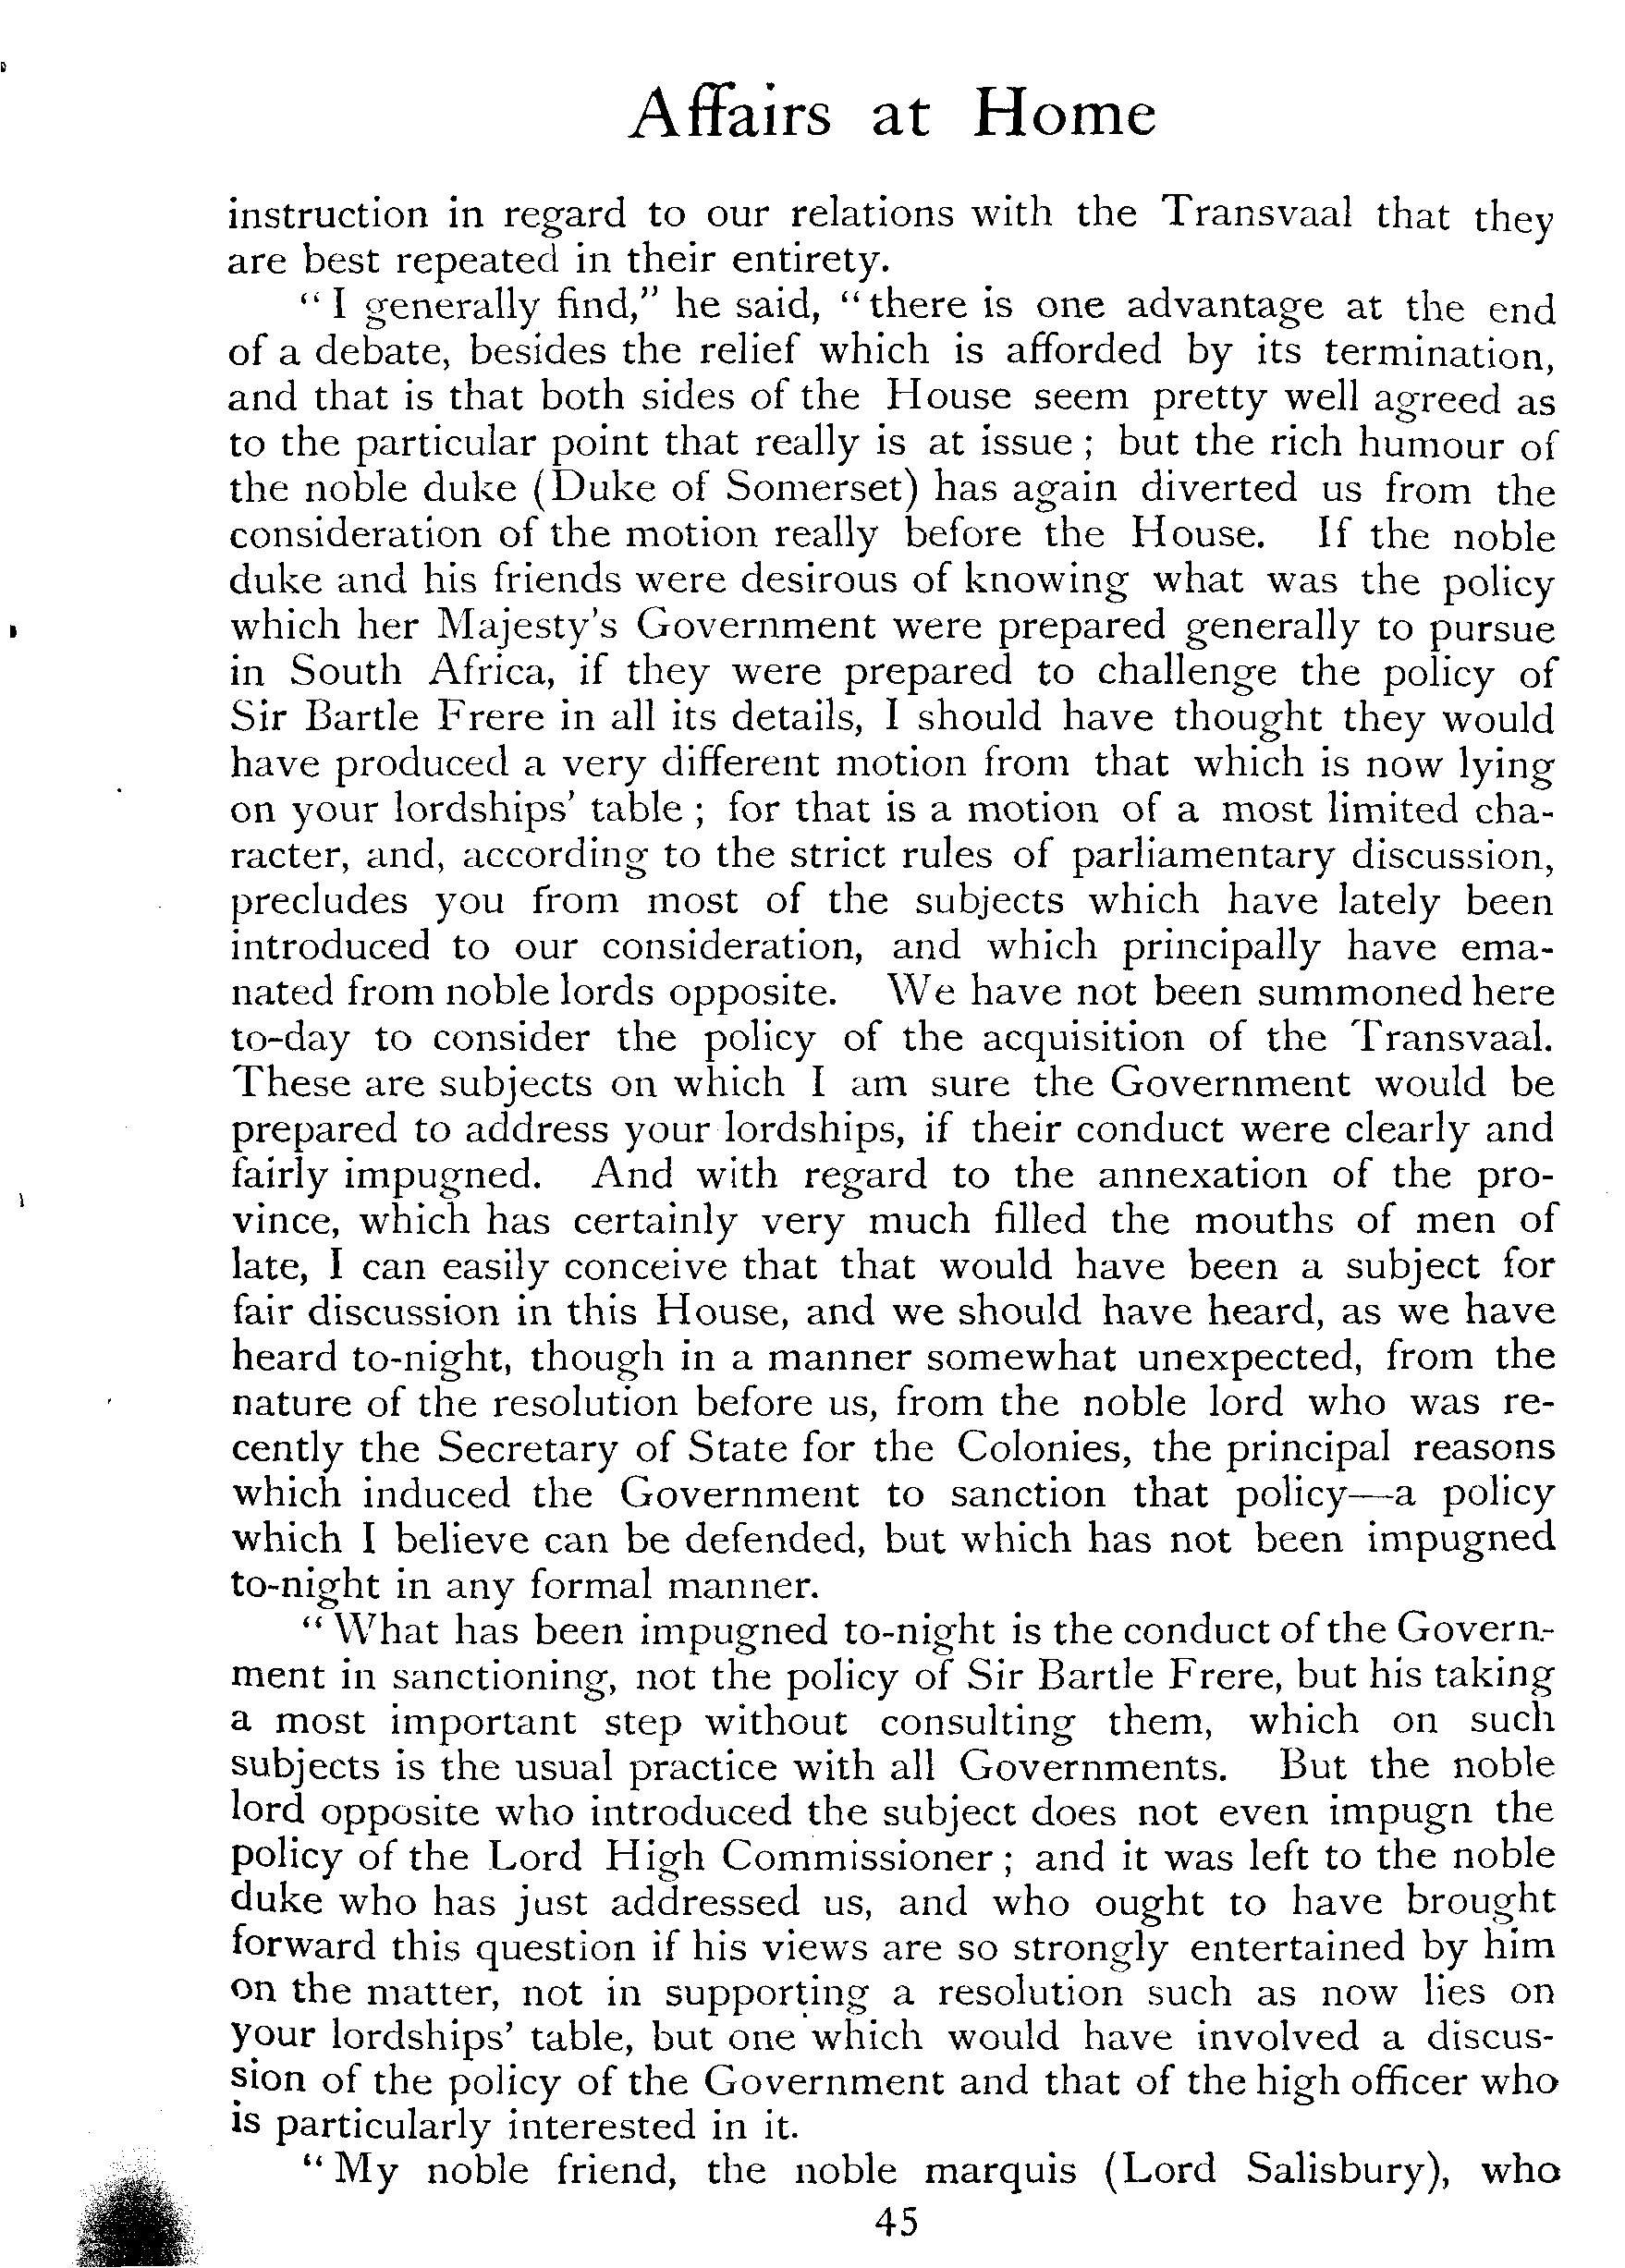 Affairs at Home
instruction in regard to our relations with the Transvaal that they
are best repeated in their entirety.
“ I generally find,” he said, “ there is one advantage at the end
of a debate, besides the relief which is afforded by its termination,
and that is that both sides of the House seem pretty well agreed as
to the particular point that really is at issue ; but the rich humour of
the noble duke (Duke of Somerset) has again diverted us from the
consideration of the motion really before the House. If the noble
duke and his friends were desirous of knowing what was the policy
which her Majesty’s Government were prepared generally to pursue
in South Africa, if they were prepared to challenge the policy of
Sir Bartle Frere in all its details, I should have thought they would
have produced a very different motion from that which is now lying
on your lordships’ table ; for that is a motion of a most limited cha-
racter, and, according to the strict rules of parliamentary discussion,
precludes you from most of the subjects which have lately been
introduced to our consideration, and which principally have ema-
nated from noble lords opposite. We have not been summoned here
to-day to consider the policy of the acquisition of the Transvaal.
These are subjects on which I am sure the Government would be
prepared to address your lordships, if their conduct were clearly and
fairly impugned. And with regard to the annexation of the pro-
vince, which has certainly very much filled the mouths of men of
late, I can easily conceive that that would have been a subject for
fair discussion in this House, and we should have heard, as we have
heard to-night, though in a manner somewhat unexpected, from the
nature of the resolution before us, from the noble lord who was re-
cently the Secretary of State for the Colonies, the principal reasons
which induced the Government to sanction that policy—a policy
which I believe can be defended, but which has not been impugned
to-night in any formal manner.
“ What has been impugned to-night is the conduct of the Govern-
ment in sanctioning, not the policy of Sir Bartle Frere, but his taking
a most important step without consulting them, which on such
subjects is the usual practice with all Governments. But the noble
lord opposite who introduced the subject does not even impugn the
policy of the Lord High Commissioner ; and it was left to the noble
duke who has just addressed us, and who ought to have brought
forward this question if his views are so strongly entertained by him
on the matter, not in supporting a resolution such as now lies on
your lordships’ table, but one which would have involved a discus-
sion of the policy of the Government and that of the high officer who
is particularly interested in it.
“ My noble friend, the noble marquis (Lord Salisbury), who
45